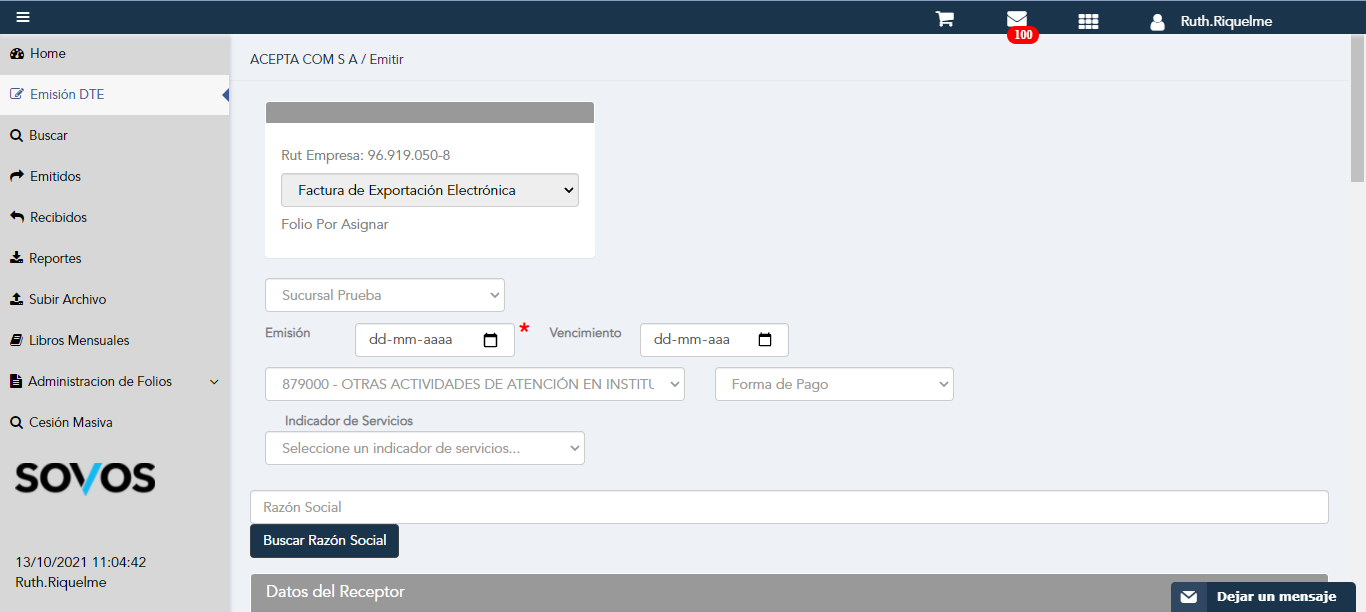 100
Ruth.Riquelme
Home
Emisión DTE
Buscar
Emitidos
Recibidos
Reportes
Subir Archivo
Libros Mensuales
Administracion de Folios
Cesión Masiva
SOVOS
13/10/2021 11:04:42
Ruth.Riquelme
ACEPTA COM S A / Emitir
Rut Empresa: 96.919.050-8
Factura de Exportación Electrónica
Folio Por Asignar
Sucursal Prueba
Emisión dd-mm-aaaa * Vencimiento dd-mm-aaa
879000 - OTRAS ACTIVIDADES DE ATENCIÓN EN INSTITU Forma de Pago
Indicador de Servicios
Seleccione un indicador de servicios...
Razón Social
Buscar Razón Social
Datos del Receptor
Dejar un mensaje